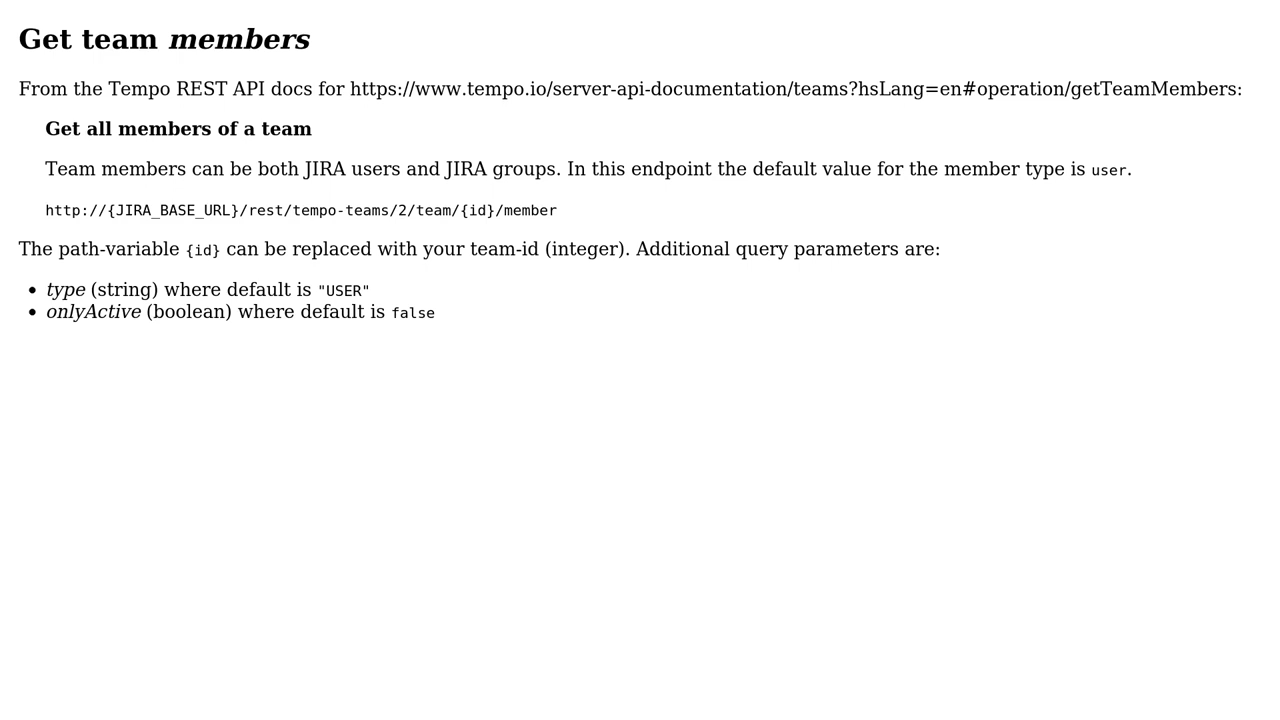 Get team members
From the Tempo REST API docs for https://www.tempo.io/server-api-documentation/teams?hsLang=en#operation/getTeamMembers:
Get all members of a team
Team members can be both JIRA users and JIRA groups. In this endpoint the default value for the member type is user.
http://{JIRA_BASE_URL}/rest/tempo-teams/2/team/{id}/member
The path-variable {id} can be replaced with your team-id (integer). Additional query parameters are:
• type (string) where default is "USER"
• onlyActive (boolean) where default is false